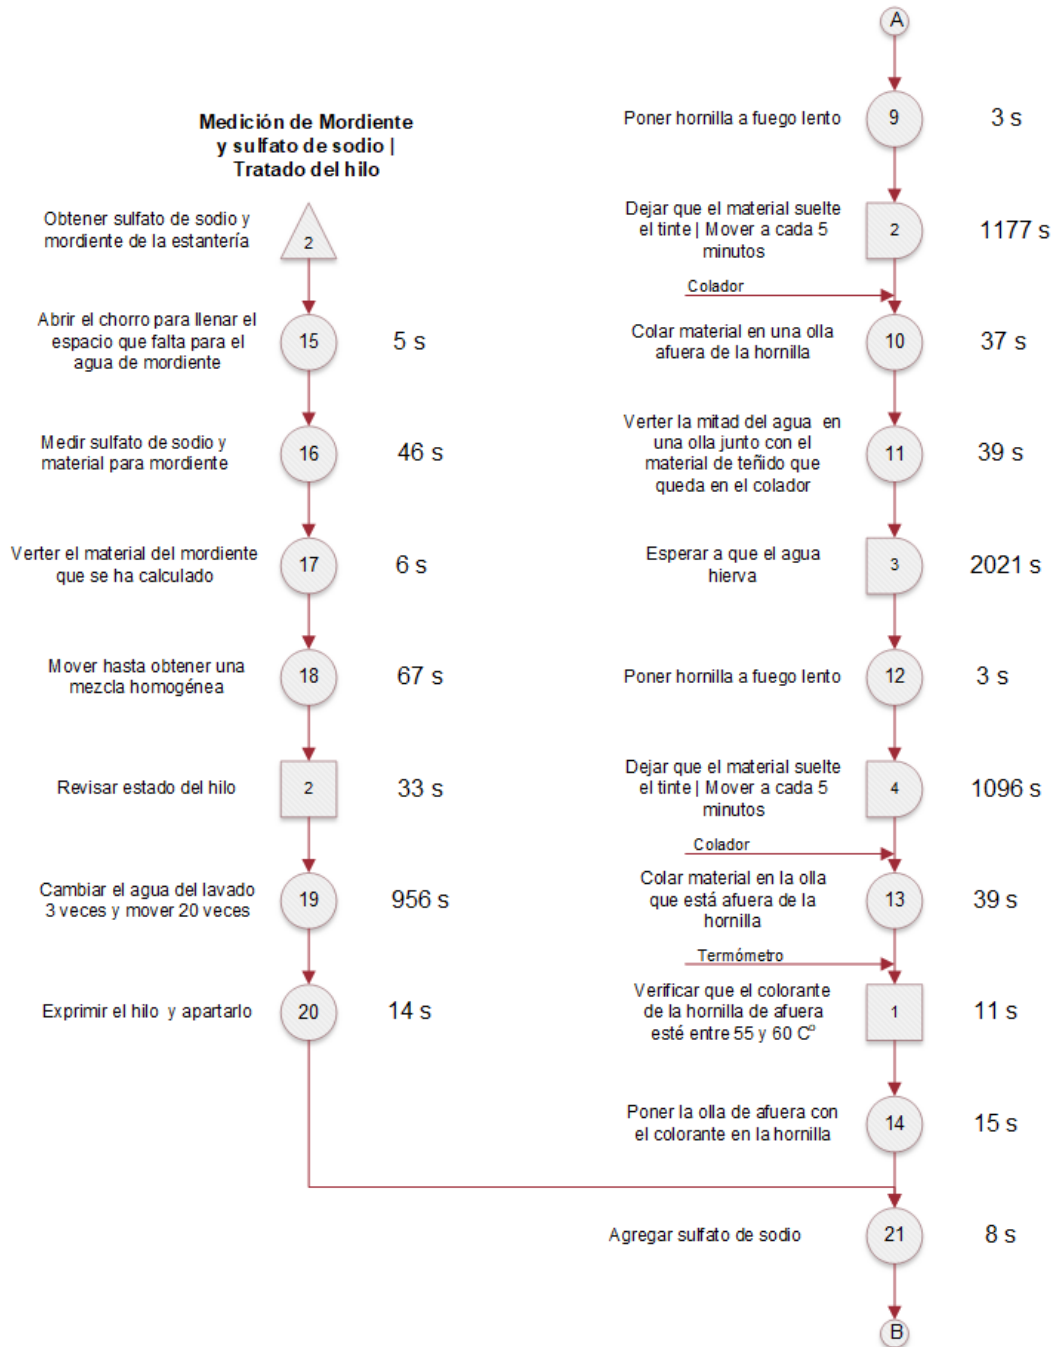 Medición de Mordiente
y sulfato de sodio |
Tratado del hilo
Obtener sulfato de sodio y
mordiente de la estantería
2
Abrir el chorro para llenar el
espacio que falta para el
agua de mordiente
15
5 s
Medir sulfato de sodio y
material para mordiente
16
46 s
Verter el material del mordiente
que se ha calculado
17
6 s
Mover hasta obtener una
mezcla homogénea
18
67 s
Revisar estado del hilo
2
33 s
Cambiar el agua del lavado
3 veces y mover 20 veces
19
956 s
Exprimir el hilo y apartarlo
20
14 s
A
Poner hornilla a fuego lento
9
3 s
Dejar que el material suelte
el tinte | Mover a cada 5
minutos
2
1177 s
Colador
Colar material en una olla
afuera de la hornilla
10
37 s
Verter la mitad del agua en
una olla junto con el
material de teñido que
queda en el colador
11
39 s
Esperar a que el agua
hierva
3
2021 s
Poner hornilla a fuego lento
12
3 s
Dejar que el material suelte
el tinte | Mover a cada 5
minutos
4
1096 s
Colador
Colar material en la olla
que está afuera de la
hornilla
13
39 s
Termómetro
Verificar que el colorante
de la hornilla de afuera
esté entre 55 y 60 Cº
1
11 s
Poner la olla de afuera con
el colorante en la hornilla
14
15 s
Agregar sulfato de sodio
21
8 s
B